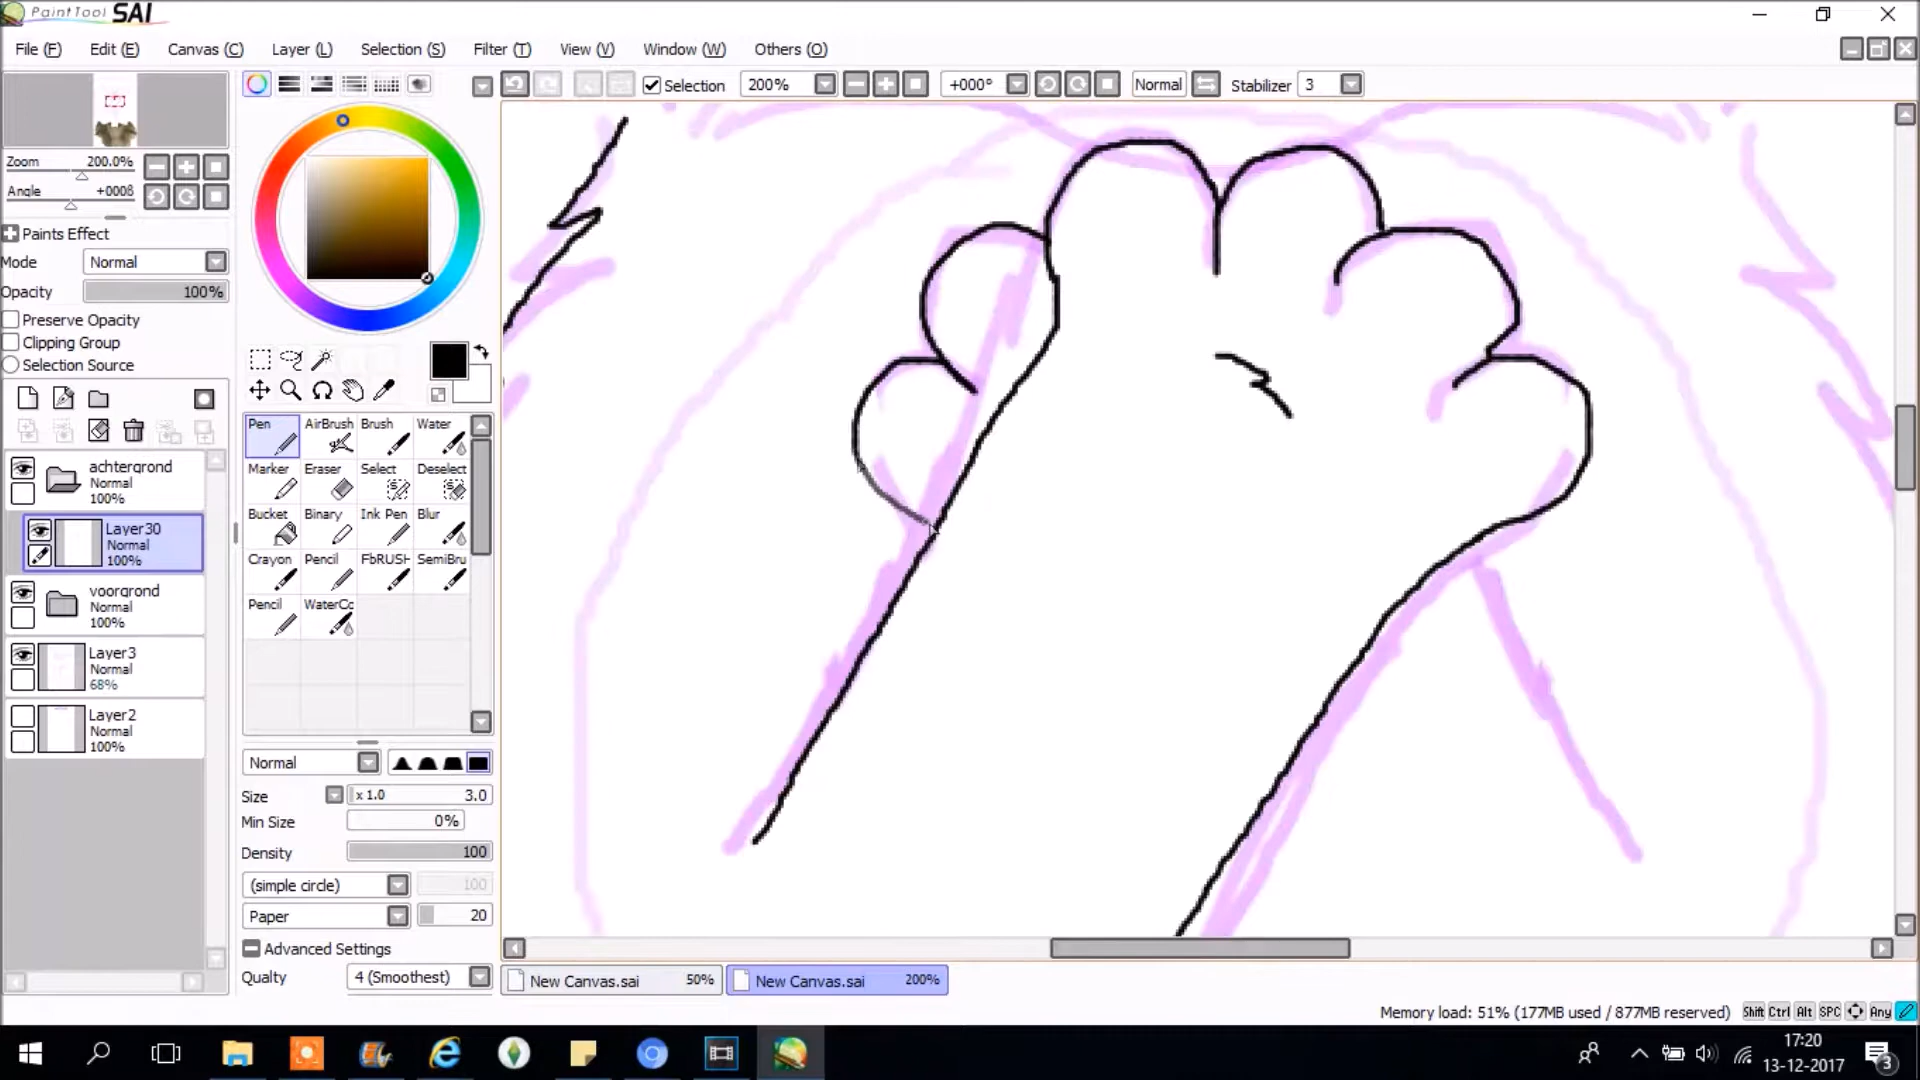 PaintTool SAI
File (F) Edit (E) Canvas (C) Layer (L) Selection (S) Filter (T) View (V) Window (W) Others (O)
Selection 200% +000° Normal Stabilizer 3
Zoom 200.0%
Angle +000ß
Paints Effect
Mode Normal
Opacity 100%
Preserve Opacity
Clipping Group
Selection Source
achtergrond
Normal
100%
Layer30
Normal
100%
voorgrond
Normal
100%
Layer3
Normal
68%
Layer2
Normal
100%
Pen AirBrush Brush Water
Marker Eraser Select Deselect
Bucket Binary Ink Pen Blur
Crayon Pencil FbRUSH SemiBru
Pencil WaterCo
Normal
Size x 1.0 3.0
Min Size 0%
Density 100
(simple circle) 100
Paper 20
Advanced Settings
Qualty 4 (Smoothest)
New Canvas.sai 50% New Canvas.sai 200%
Memory load: 51% (177MB used / 877MB reserved) Shift Ctrl Alt SPC Any
17:20
13-12-2017
3